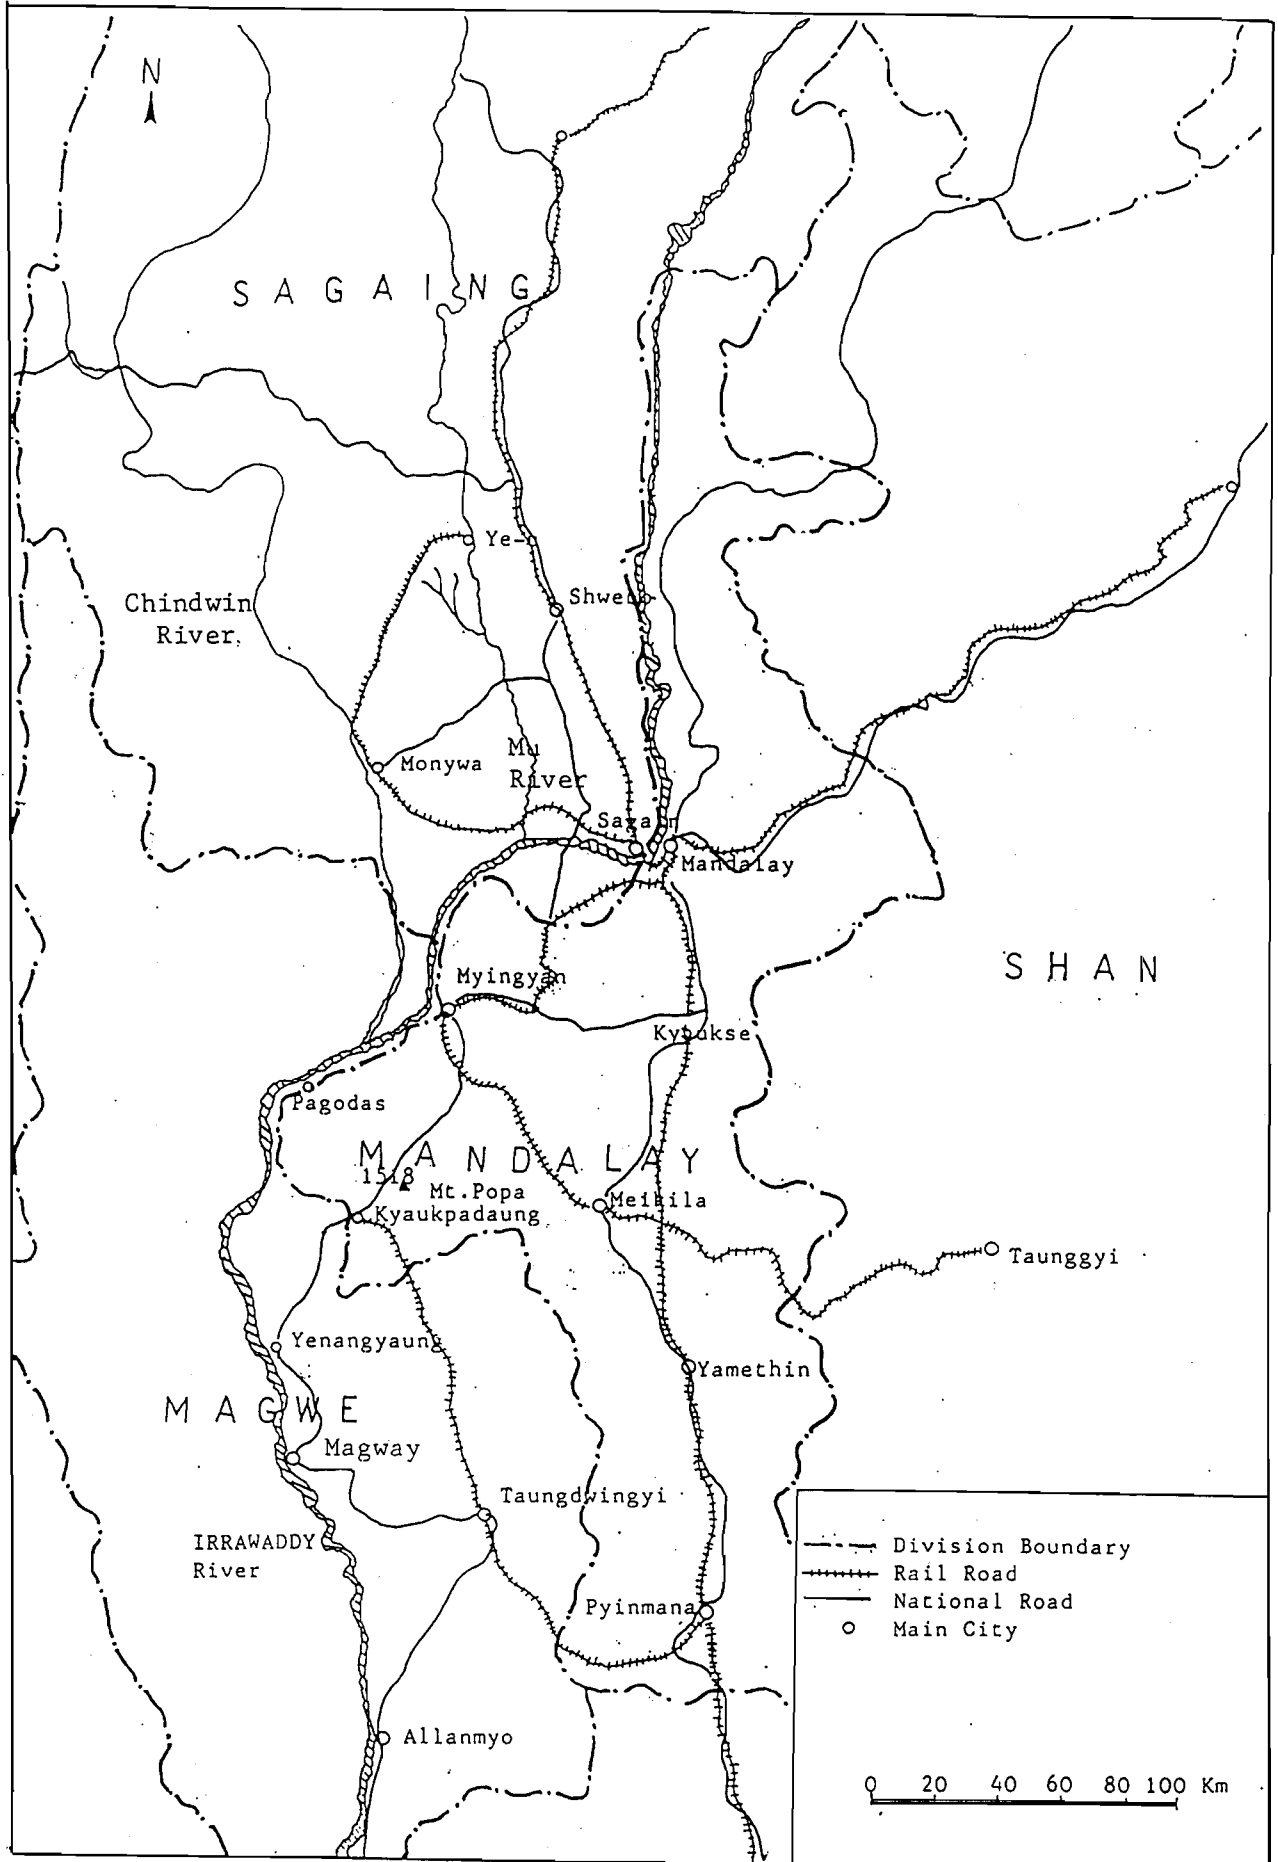 N
SAGAING
Ye-
Chindwin
River
Shwebo
Monywa
Mu
River
Mandalay
SHAN
Myingyan
Kyaukse
Pagodas
MANDALAY
1518
Mt.Popa
Kyaukpadaung
Meiktila
Taunggyi
Yenangyaung
Yamethin
MAGWE
Magway
Taungdwingyi
IRRAWADDY
River
Pyinmana
Allanmyo
Division Boundary
Rail Road
National Road
Main City
0 20 40 60 80 100 Km